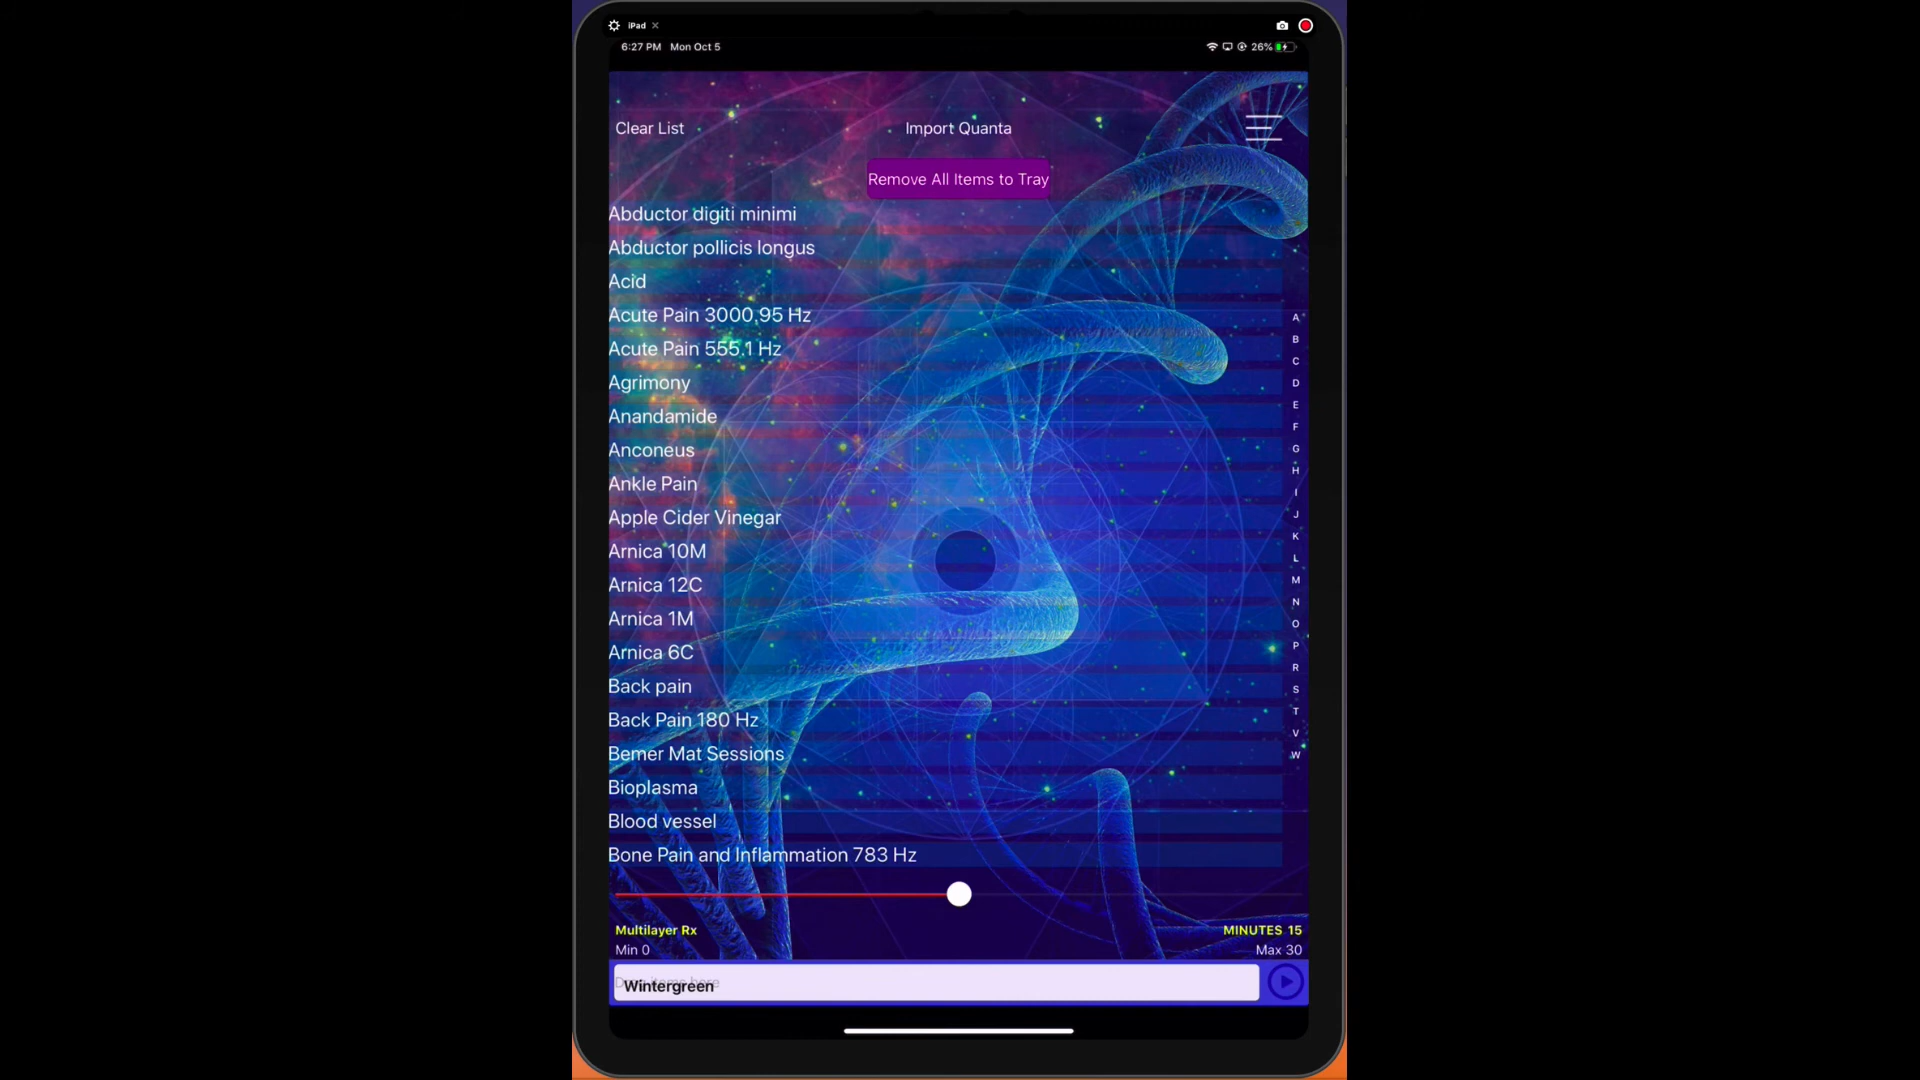 iPad
6:27 PM Mon Oct 5
26%
Clear List
Import Quanta
Remove All Items to Tray
Abductor digiti minimi
Abductor pollicis longus
Acid
Acute Pain 3000.95 Hz
Acute Pain 555.1 Hz
Agrimony
Anandamide
Anconeus
Ankle Pain
Apple Cider Vinegar
Arnica 10M
Arnica 12C
Arnica 1M
Arnica 6C
Back pain
Back Pain 180 Hz
Bemer Mat Sessions
Bioplasma
Blood vessel
Bone Pain and Inflammation 783 Hz
A
B
C
D
E
F
G
H
I
J
K
L
M
N
O
P
R
S
T
V
W
Multilayer Rx
MINUTES 15
Min 0
Max 30
Wintergreen